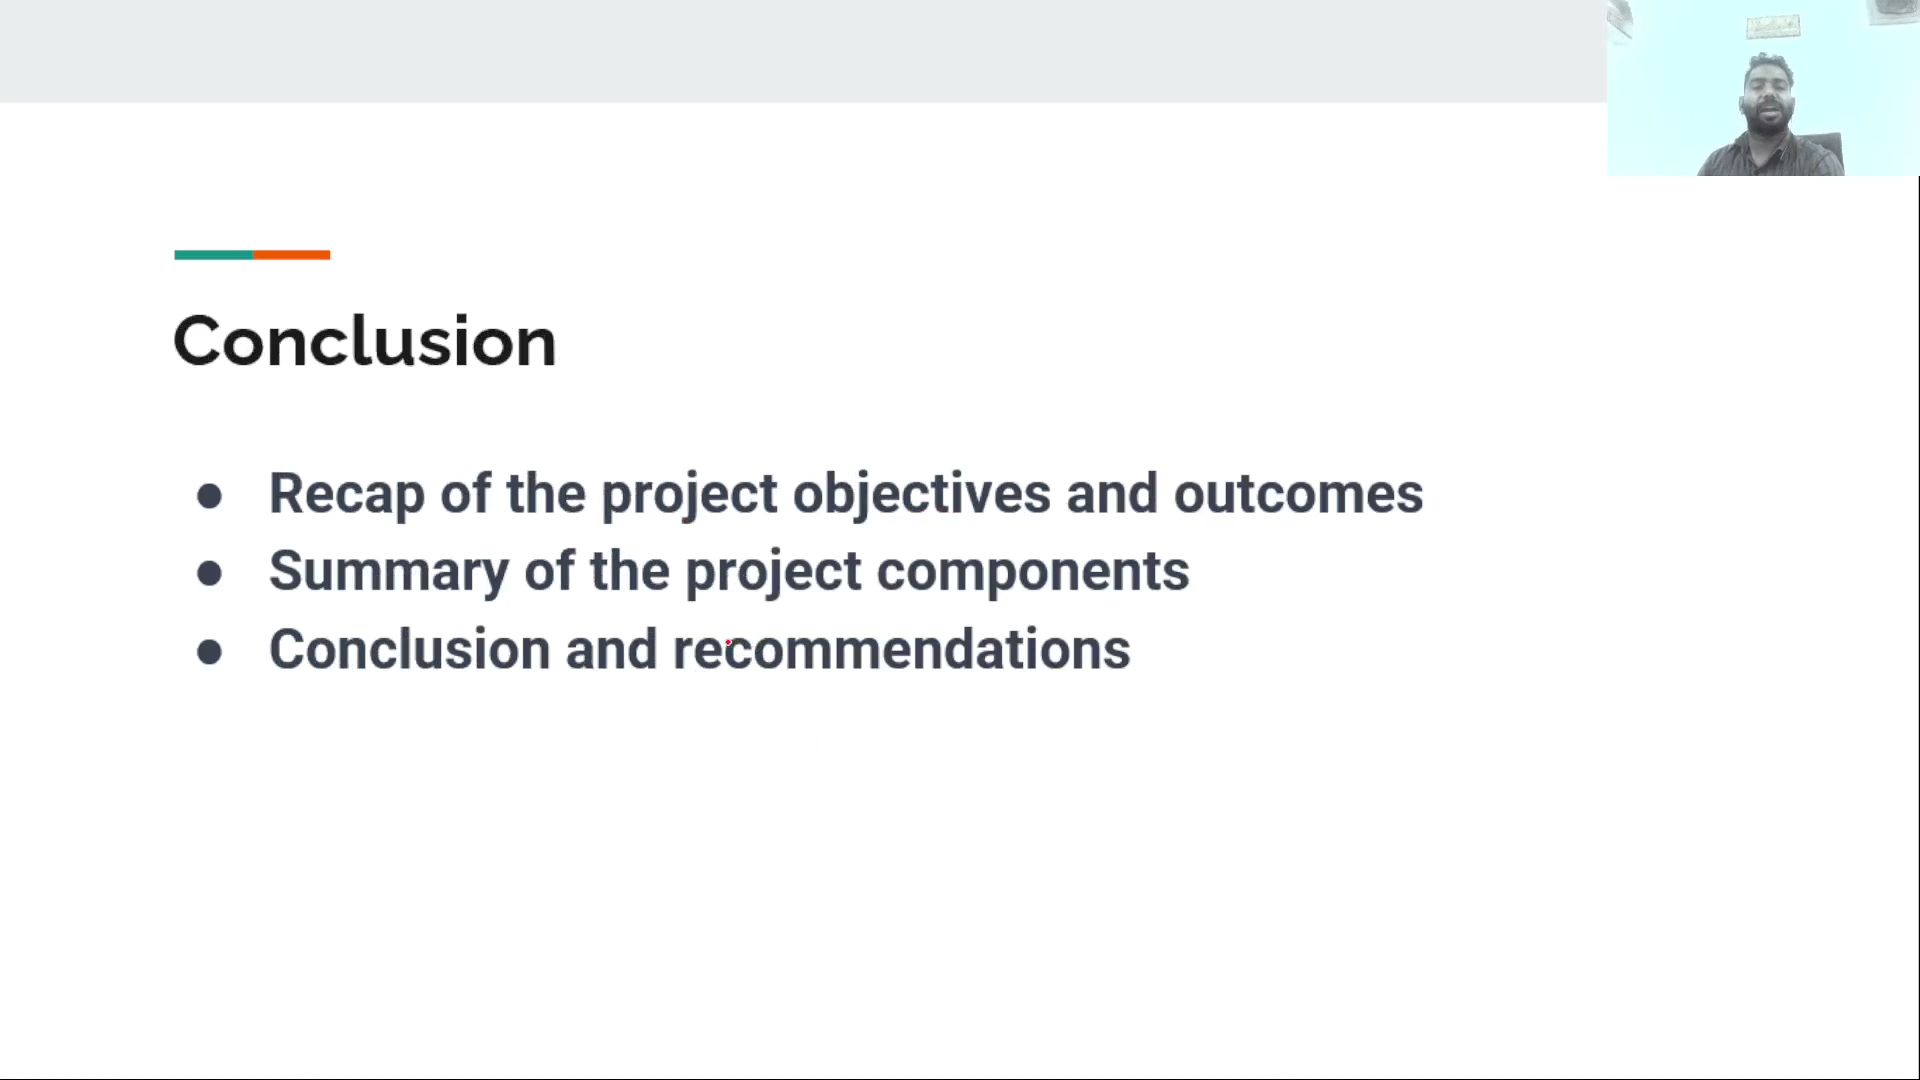 Conclusion
● Recap of the project objectives and outcomes
● Summary of the project components
● Conclusion and recommendations